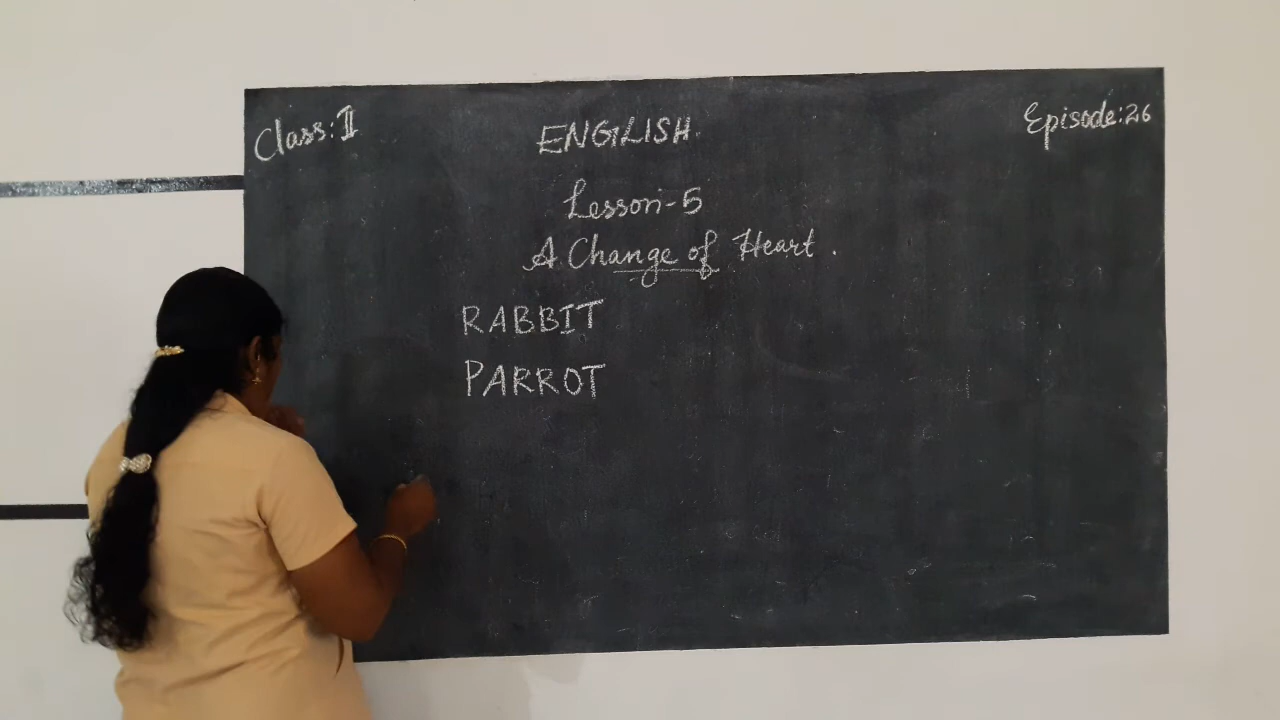 Class: II
ENGLISH
Episode: 26
Lesson-5
A Change of Heart.
RABBIT
PARROT